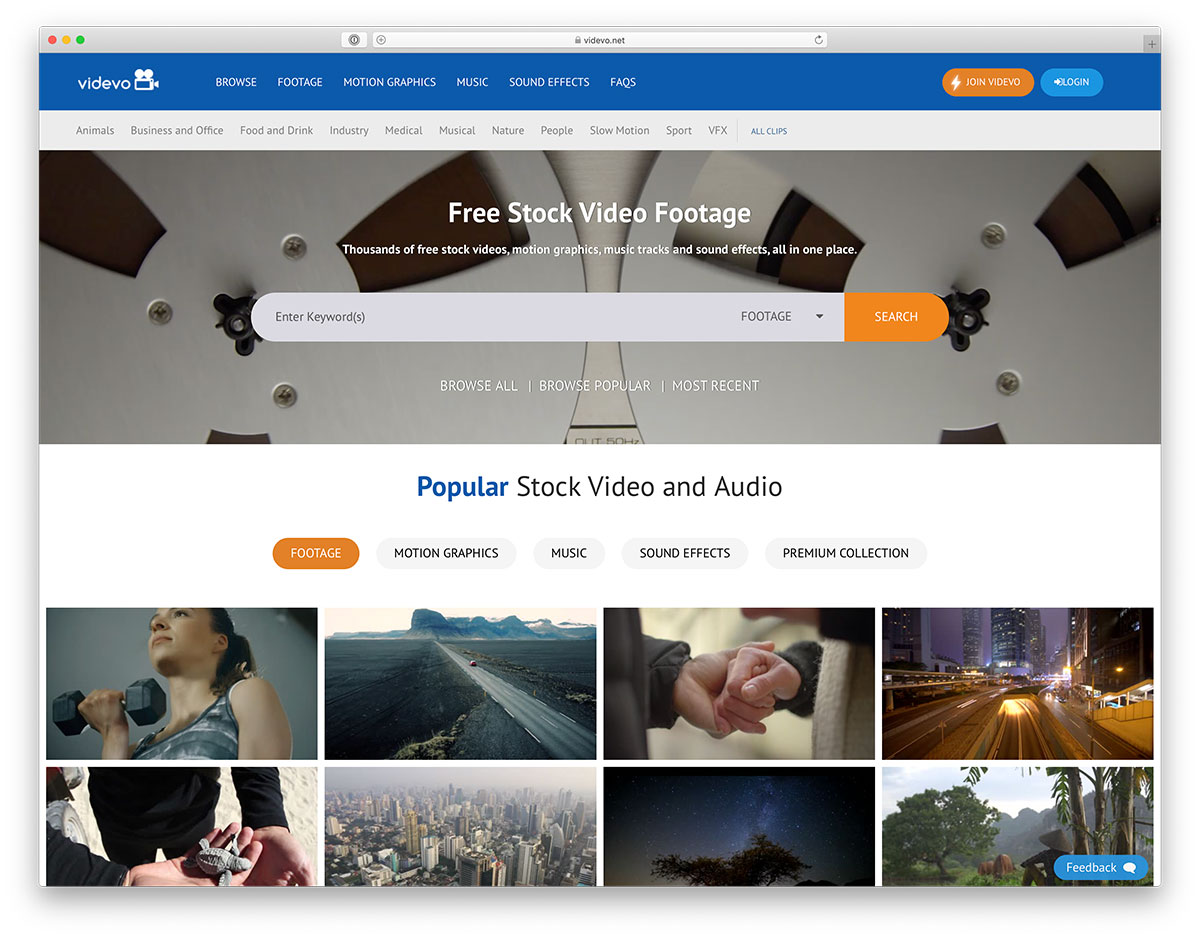 videvo.net
videvo
BROWSE FOOTAGE MOTION GRAPHICS MUSIC SOUND EFFECTS FAQS
JOIN VIDEVO LOGIN
Animals Business and Office Food and Drink Industry Medical Musical Nature People Slow Motion Sport VFX ALL CLIPS
Free Stock Video Footage
Thousands of free stock videos, motion graphics, music tracks and sound effects, all in one place.
Enter Keyword(s) FOOTAGE SEARCH
BROWSE ALL | BROWSE POPULAR | MOST RECENT
OUT 50Hz
Popular Stock Video and Audio
FOOTAGE MOTION GRAPHICS MUSIC SOUND EFFECTS PREMIUM COLLECTION
Feedback